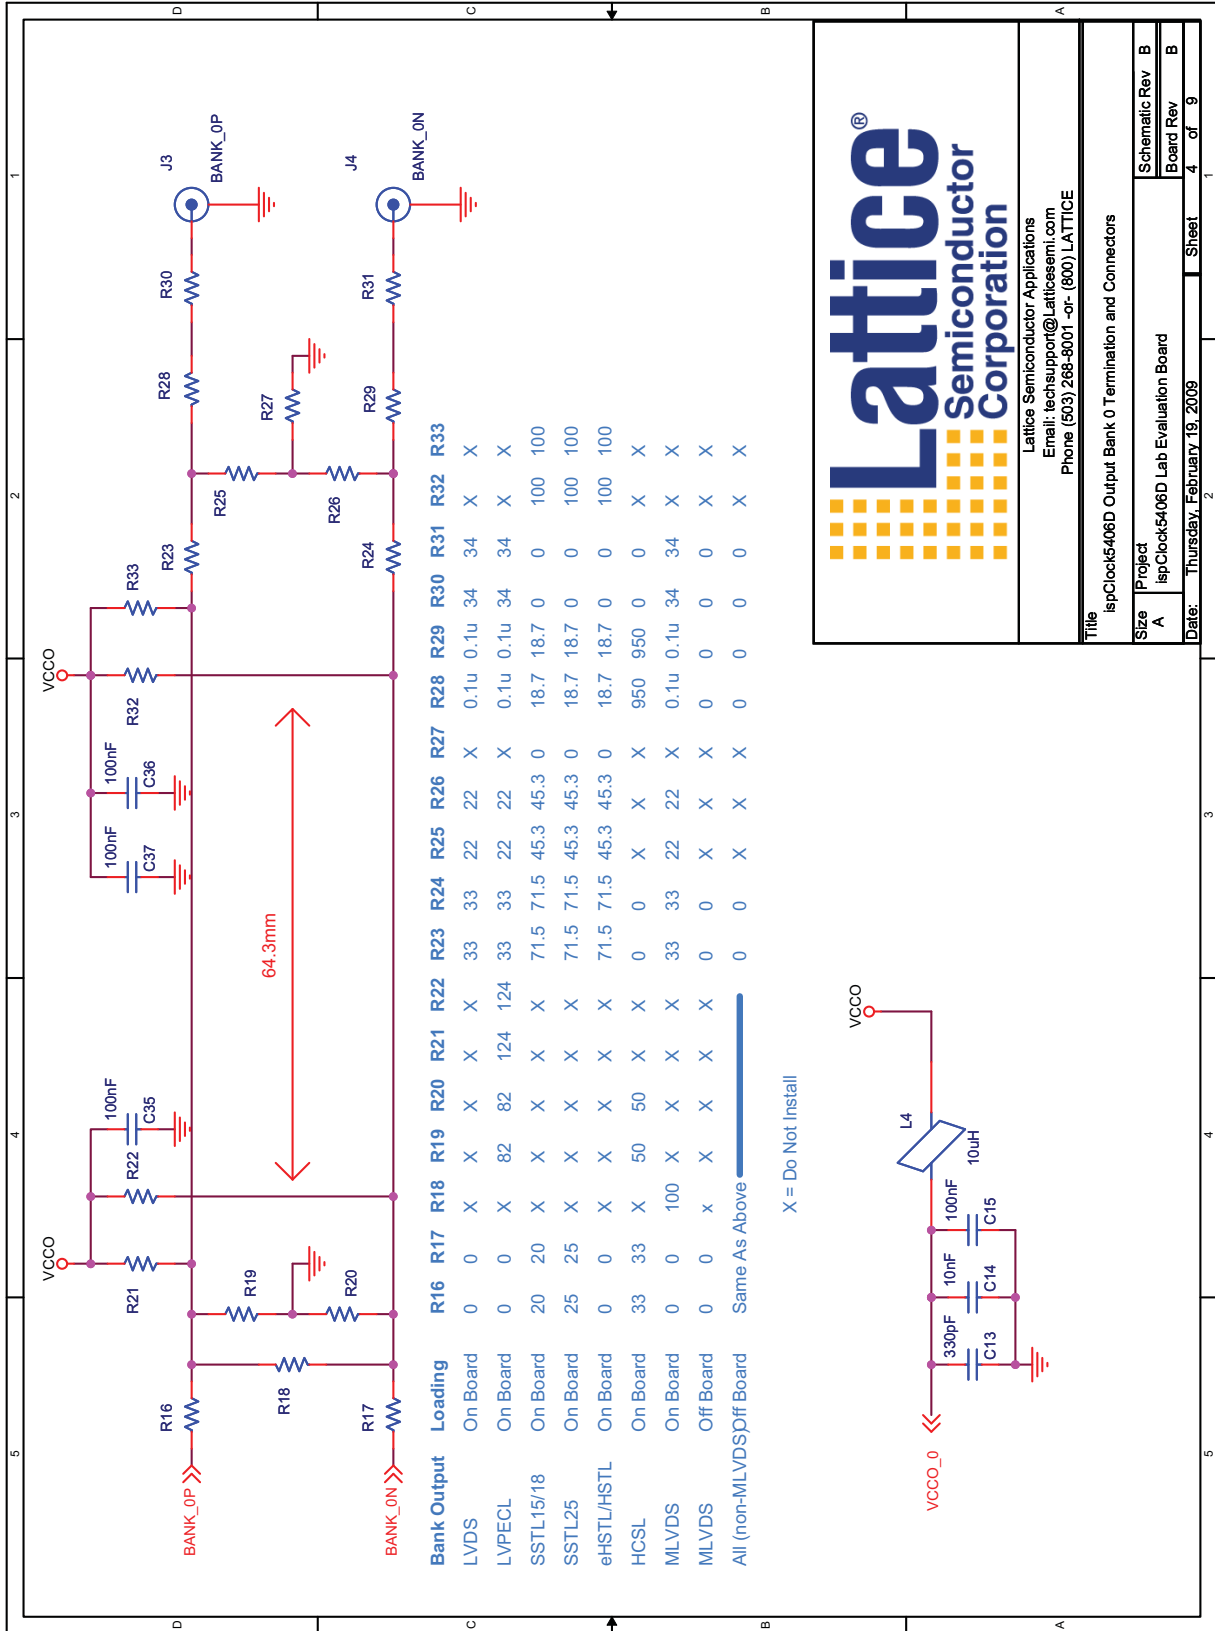 5
4
3
2
1
D
D
C
C
B
B
A
A
BANK_0P
BANK_0N
R16
R17
R18
R19
R20
R21
R22
VCCO
100nF
C35
64.3mm
100nF
C37
100nF
C36
VCCO
R32
R33
R23
R24
R25
R26
R27
R28
R29
R30
R31
J3
BANK_0P
J4
BANK_0N
Bank Output Loading R16 R17 R18 R19 R20 R21 R22 R23 R24 R25 R26 R27 R28 R29 R30 R31 R32 R33
LVDS On Board 0 0 X X X X X 33 33 22 22 X 0.1u 0.1u 34 34 X X
LVPECL On Board 0 0 X 82 82 124 124 33 33 22 22 X 0.1u 0.1u 34 34 X X
SSTL15/18 On Board 20 20 X X X X X 71.5 71.5 45.3 45.3 0 18.7 18.7 0 0 100 100
SSTL25 On Board 25 25 X X X X X 71.5 71.5 45.3 45.3 0 18.7 18.7 0 0 100 100
eHSTL/HSTL On Board 0 0 X X X X X 71.5 71.5 45.3 45.3 0 18.7 18.7 0 0 100 100
HCSL On Board 33 33 X 50 50 X X 0 0 X X X 950 950 0 0 X X
MLVDS On Board 0 0 100 X X X X 33 33 22 22 X 0.1u 0.1u 34 34 X X
MLVDS Off Board 0 0 x X X X X 0 0 X X X 0 0 0 0 X X
All (non-MLVDS) Off Board Same As Above 0 0 X X X 0 0 0 0 X X
X = Do Not Install
VCCO_0
330pF
C13
10nF
C14
100nF
C15
L4
10uH
VCCO
Lattice®
Semiconductor
Corporation
Lattice Semiconductor Applications
Email: techsupport@Latticesemi.com
Phone (503) 268-8001 -or- (800) LATTICE
Title
ispClock5406D Output Bank 0 Termination and Connectors
Size Project Schematic Rev B
A ispClock5406D Lab Evaluation Board Board Rev B
Date: Thursday, February 19, 2009 Sheet 4 of 9
5
4
3
2
1